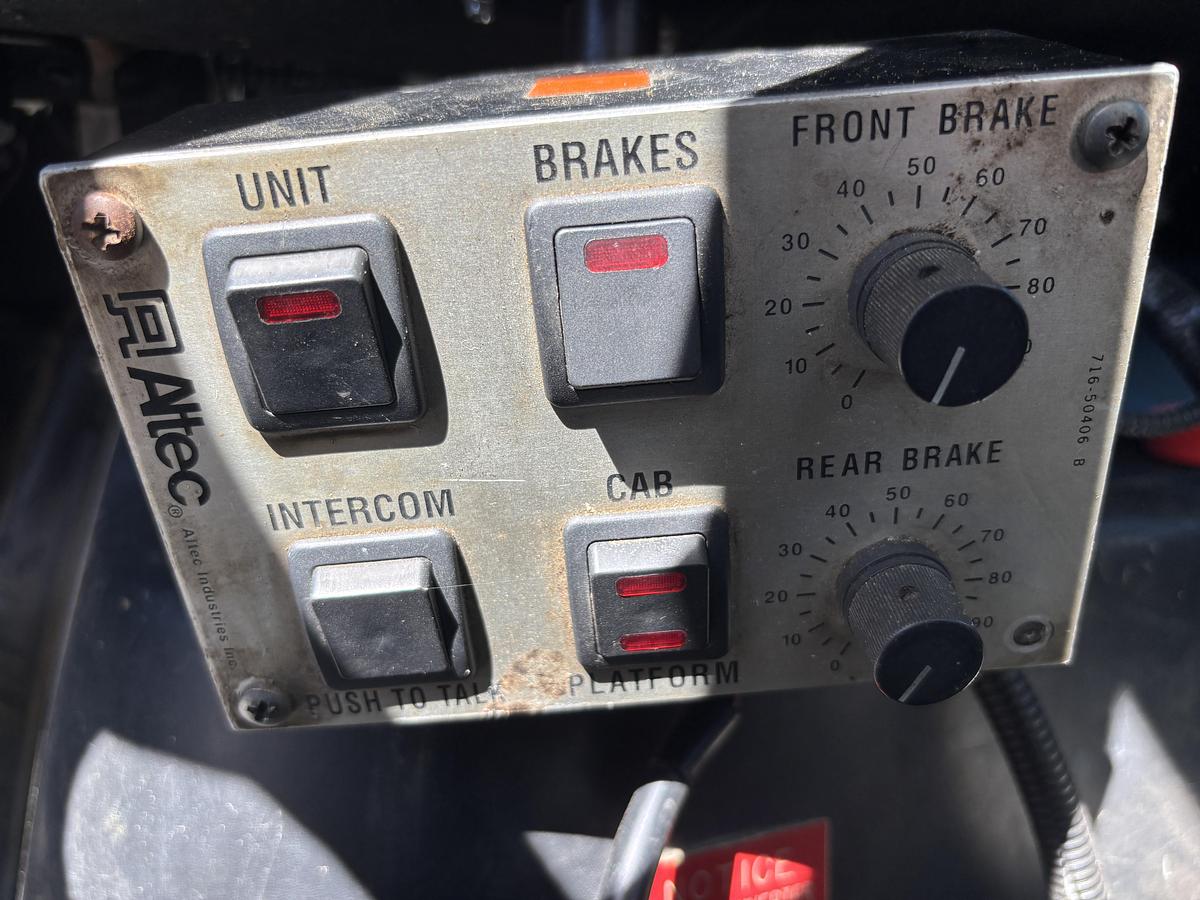 UNIT
BRAKES
FRONT BRAKE
0 10 20 30 40 50 60 70 80
Altec®
Altec Industries Inc.
716-50406 B
INTERCOM
PUSH TO TALK
CAB
PLATFORM
REAR BRAKE
0 10 20 30 40 50 60 70 80 90
NOTICE